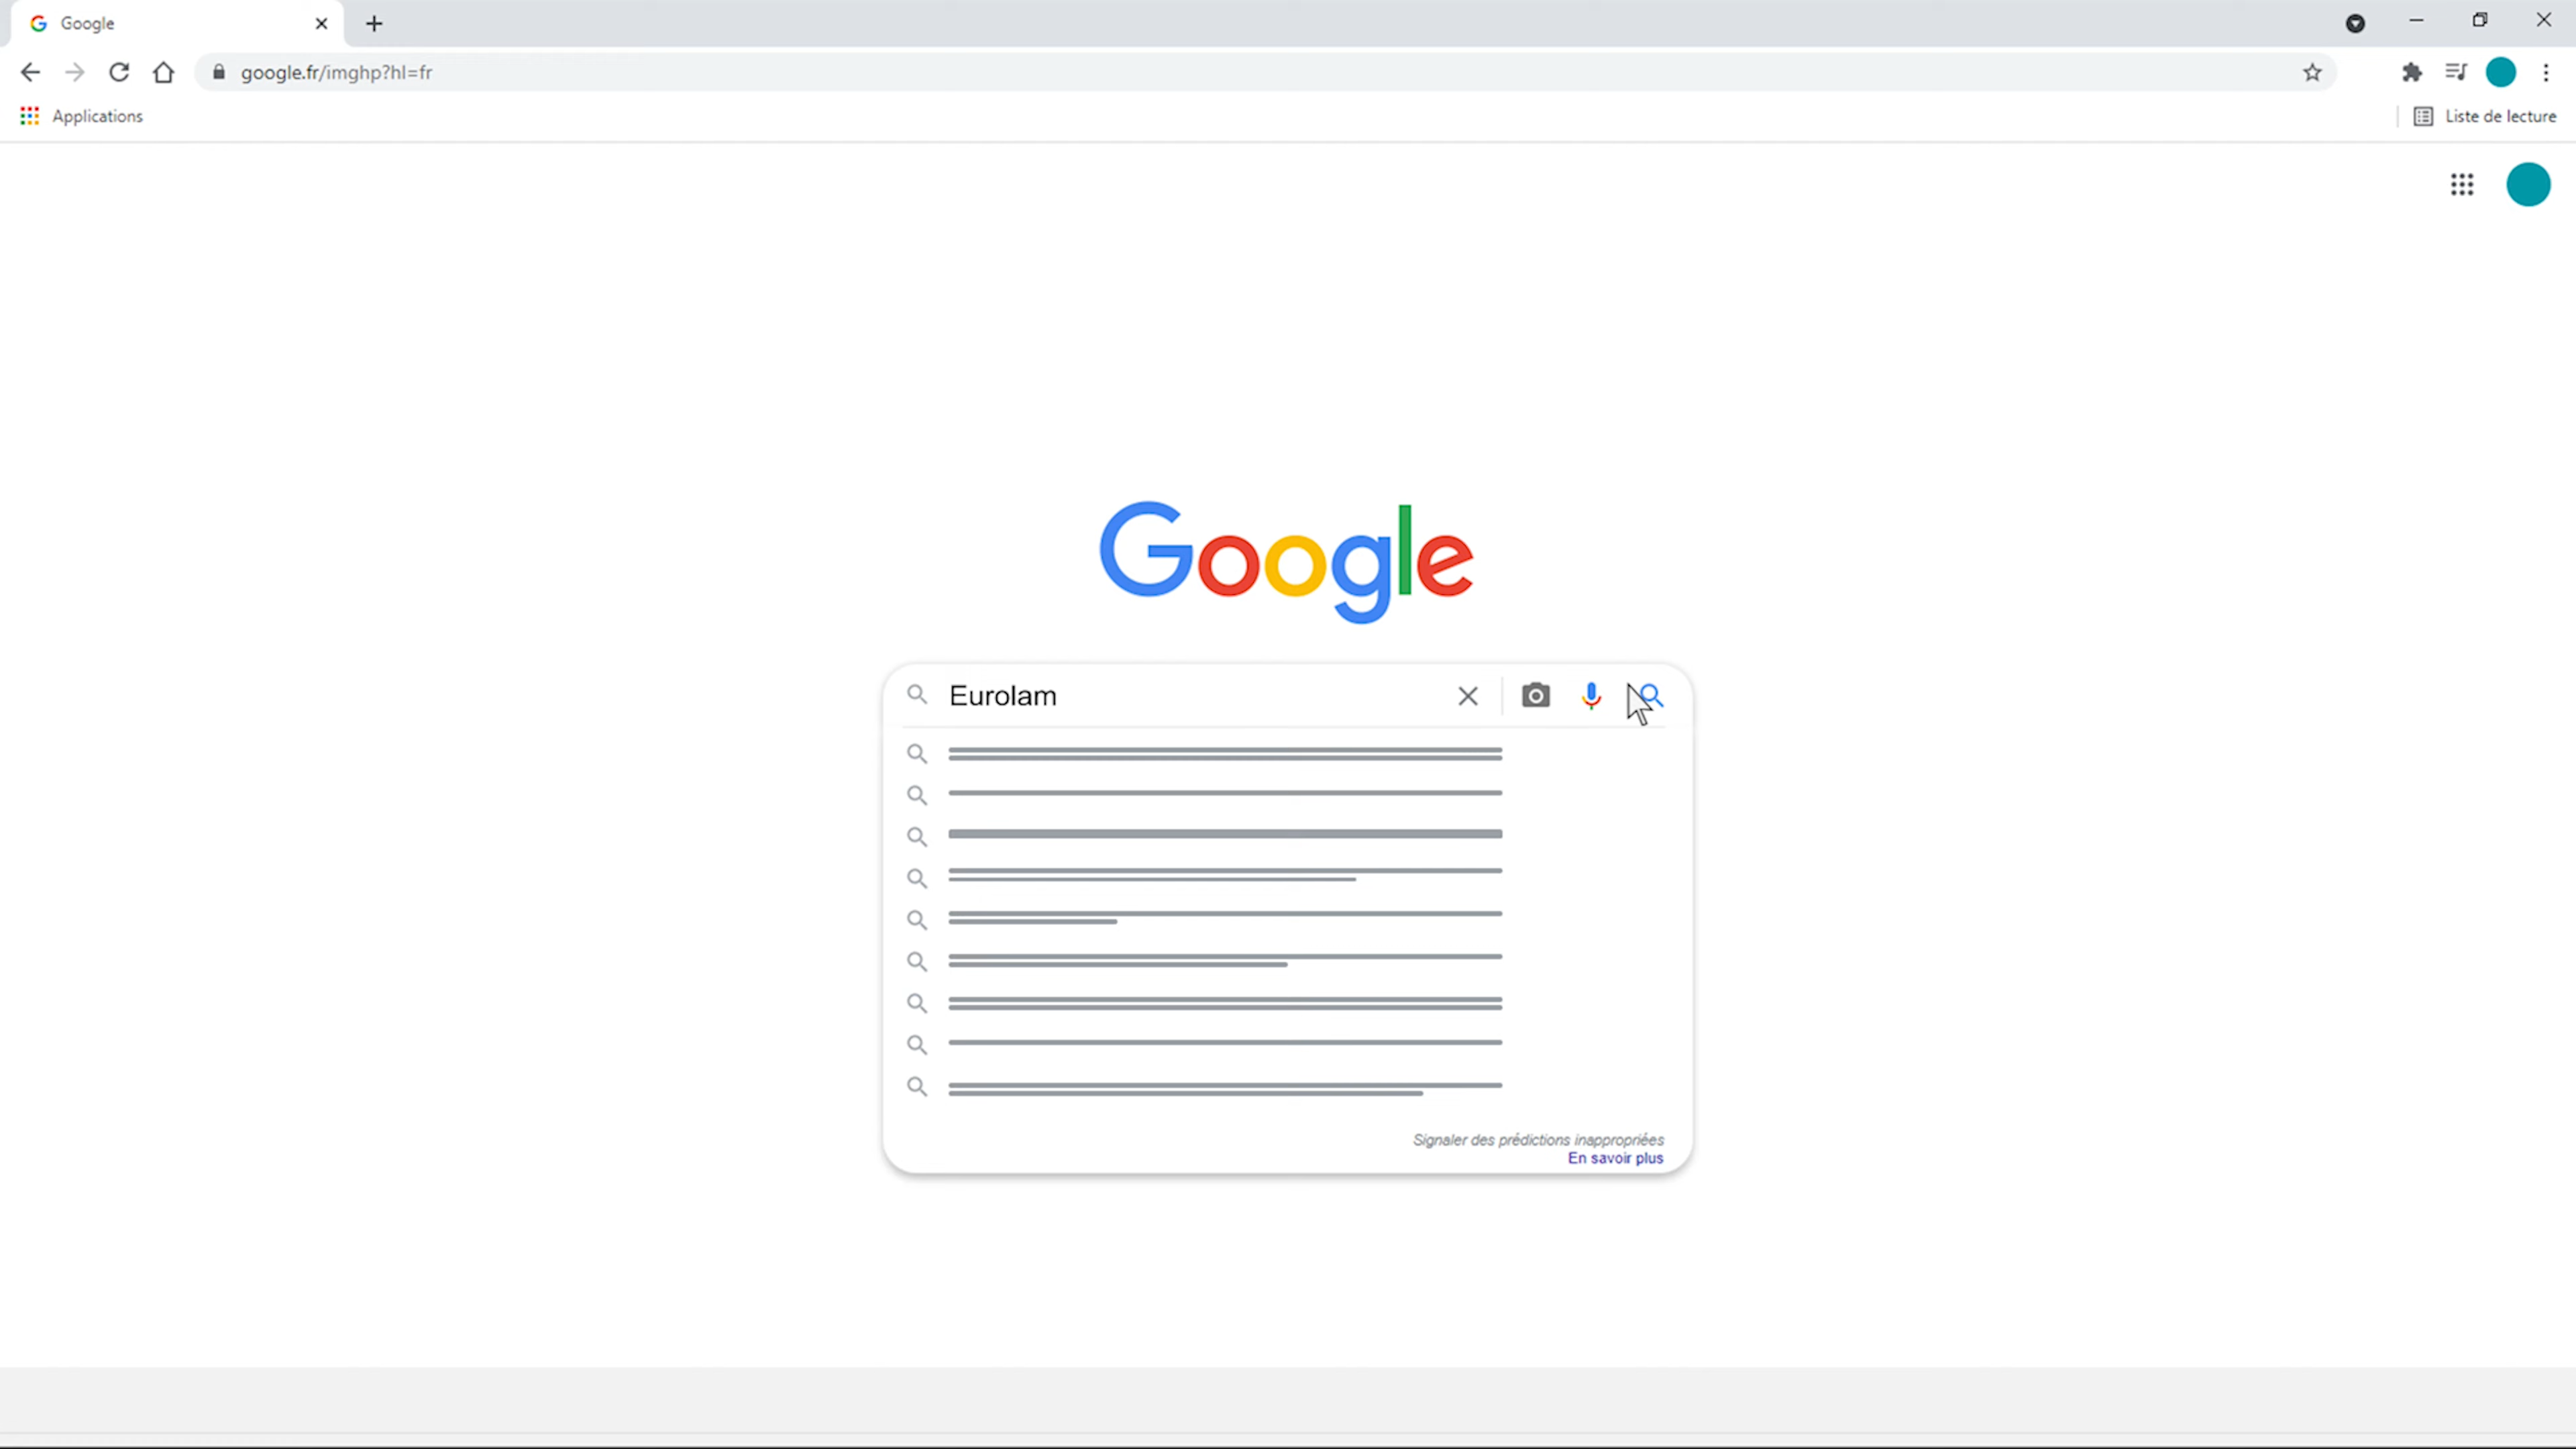 Google
google.fr/imghp?hl=fr
Applications
Liste de lecture
Google
Eurolam
Signaler des prédictions inappropriées
En savoir plus